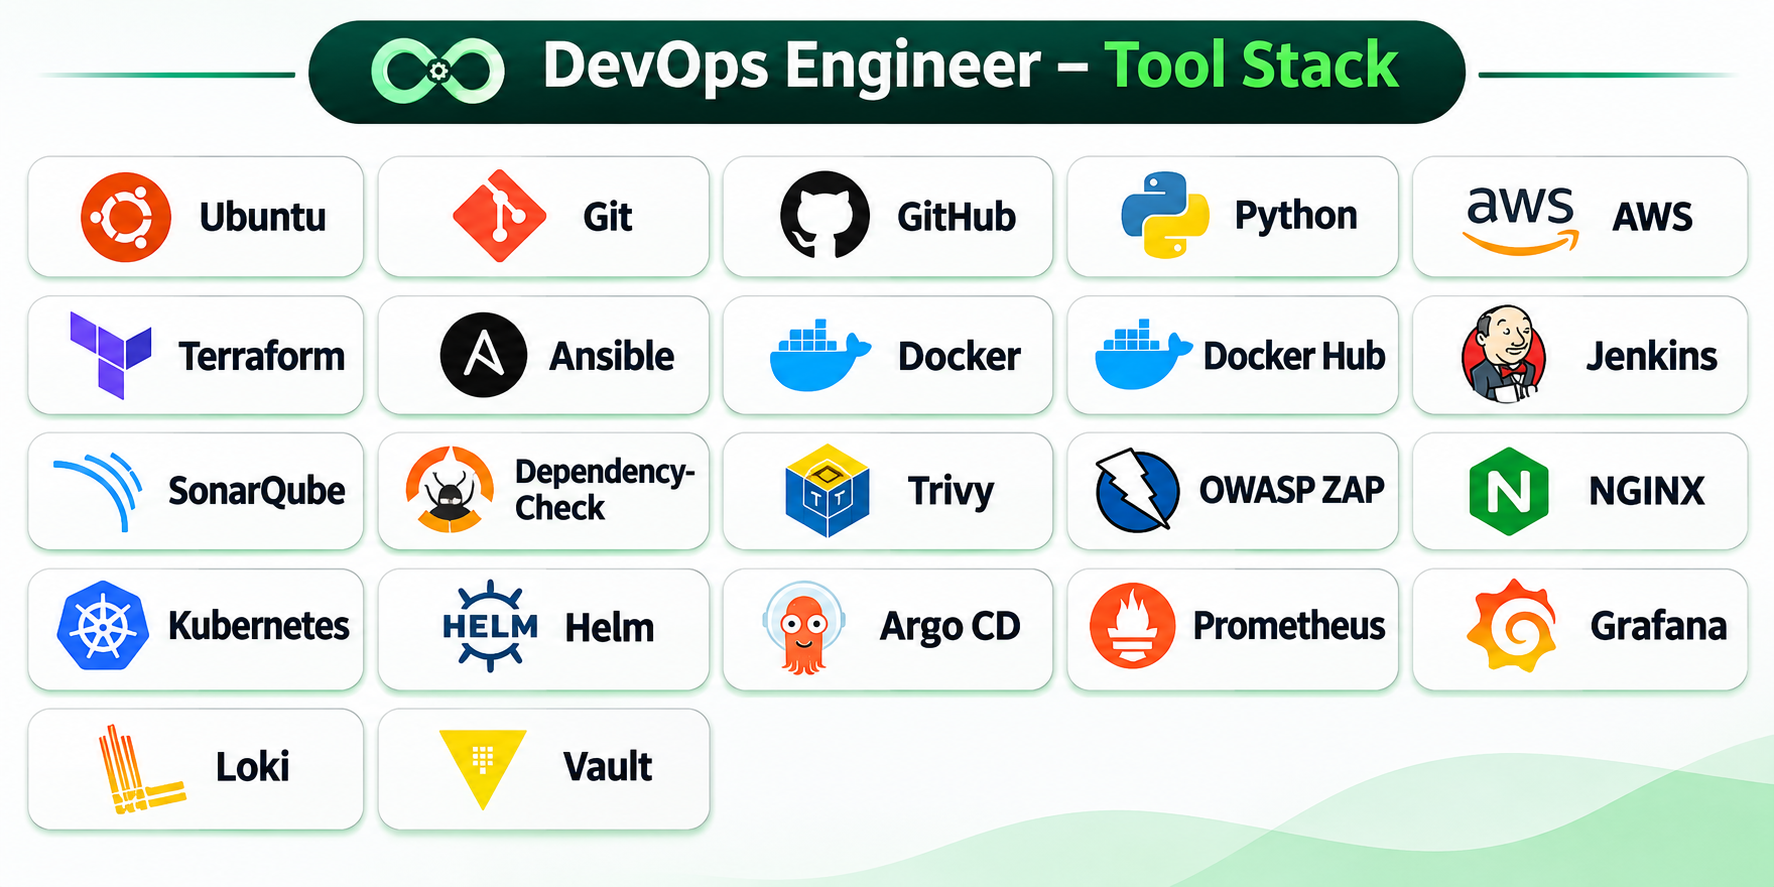 DevOps Engineer – Tool Stack
Ubuntu
Git
GitHub
Python
aws
AWS
Terraform
Ansible
Docker
Docker Hub
Jenkins
SonarQube
Dependency-
Check
T T
Trivy
OWASP ZAP
N
NGINX
Kubernetes
HELM
Helm
Argo CD
Prometheus
Grafana
Loki
Vault